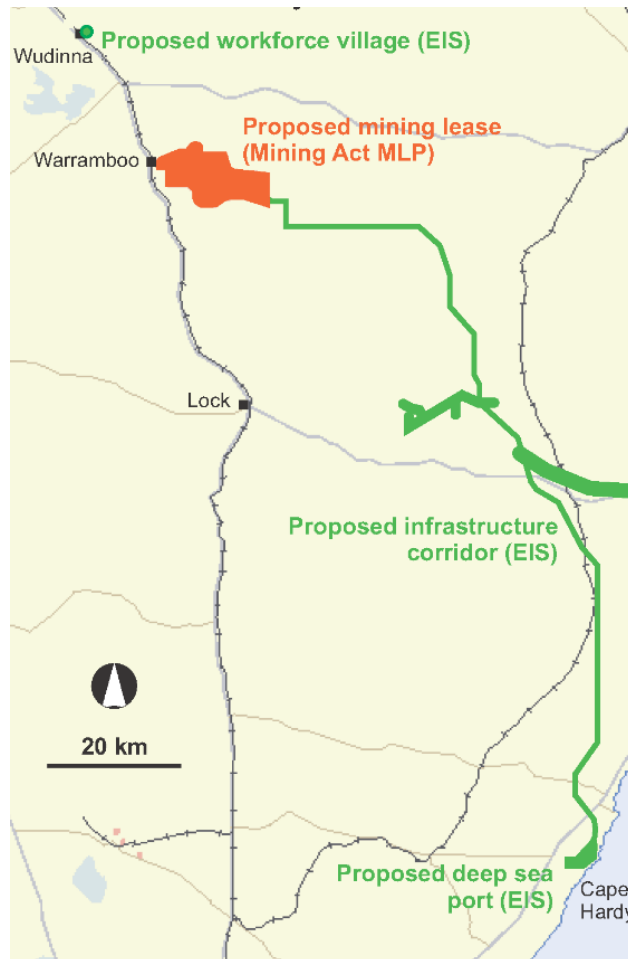 Proposed workforce village (EIS)
Wudinna
Proposed mining lease
(Mining Act MLP)
Warramboo
Lock
Proposed infrastructure
corridor (EIS)
20 km
Proposed deep sea
port (EIS)
Cape
Hardy